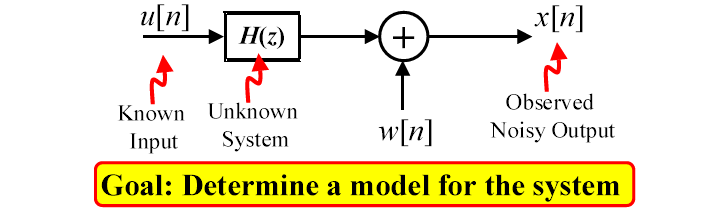 u[n]
H(z)
+
x[n]
Known
Input
Unknown
System
w[n]
Observed
Noisy Output
Goal: Determine a model for the system